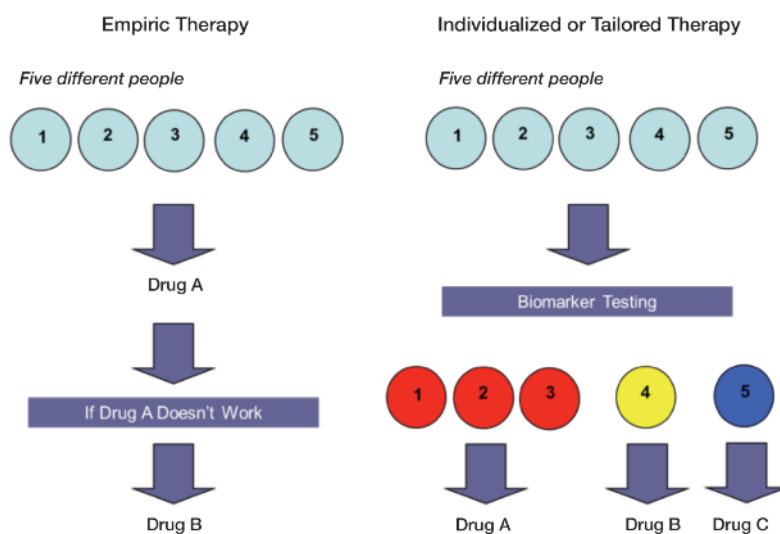 Empiric Therapy
Five different people
1 2 3 4 5
Drug A
If Drug A Doesn't Work
Drug B
Individualized or Tailored Therapy
Five different people
1 2 3 4 5
Biomarker Testing
1 2 3 4 5
Drug A Drug B Drug C